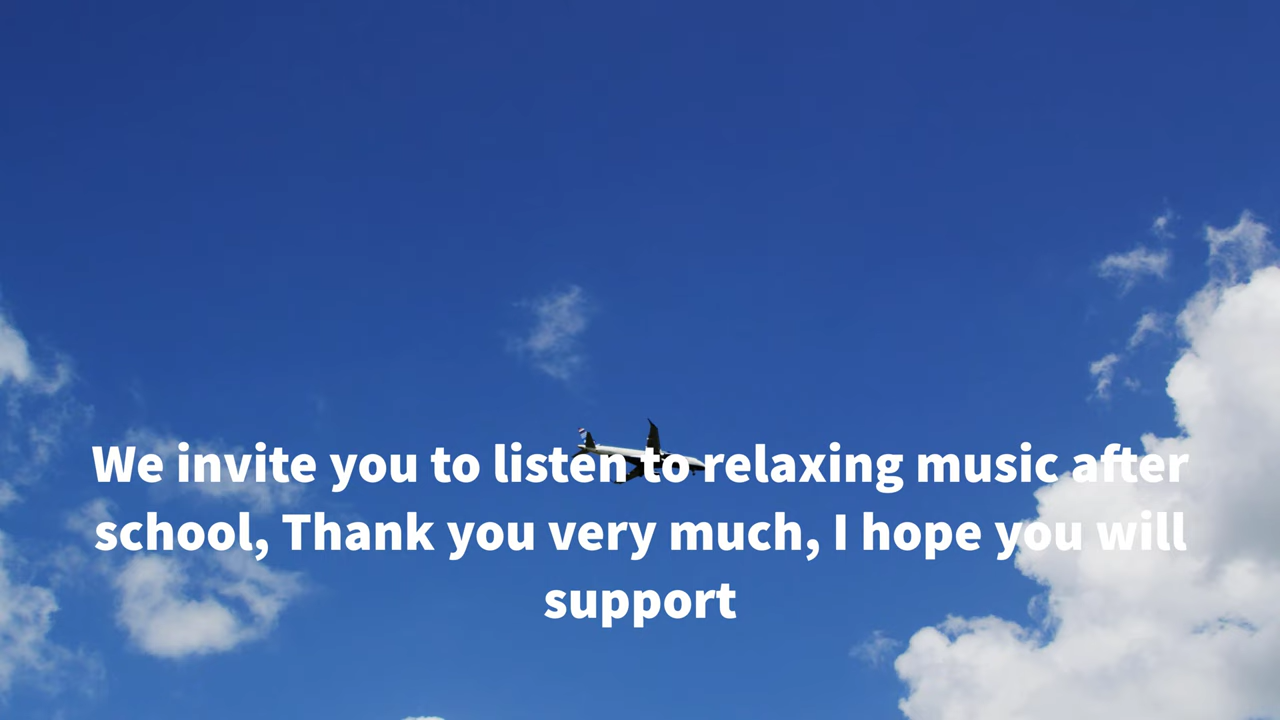 We invite you to listen to relaxing music after
school, Thank you very much, I hope you will
support